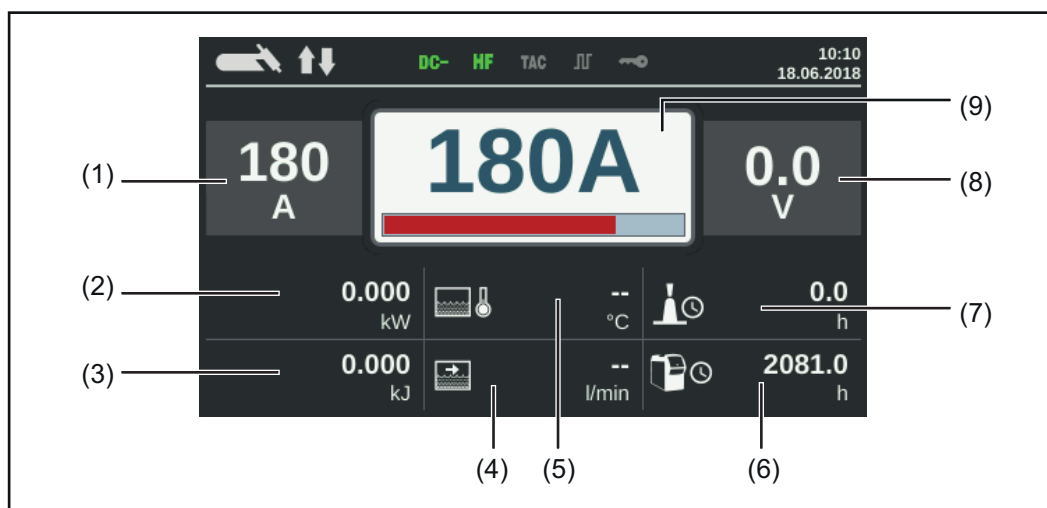 DC- HF TAC
10:10
18.06.2018
(9)
(1)
180
A
180A
0.0
V
(8)
(2)
0.000
kW
--
°C
0.0
h
(7)
(3)
0.000
kJ
--
l/min
2081.0
h
(4)
(5)
(6)